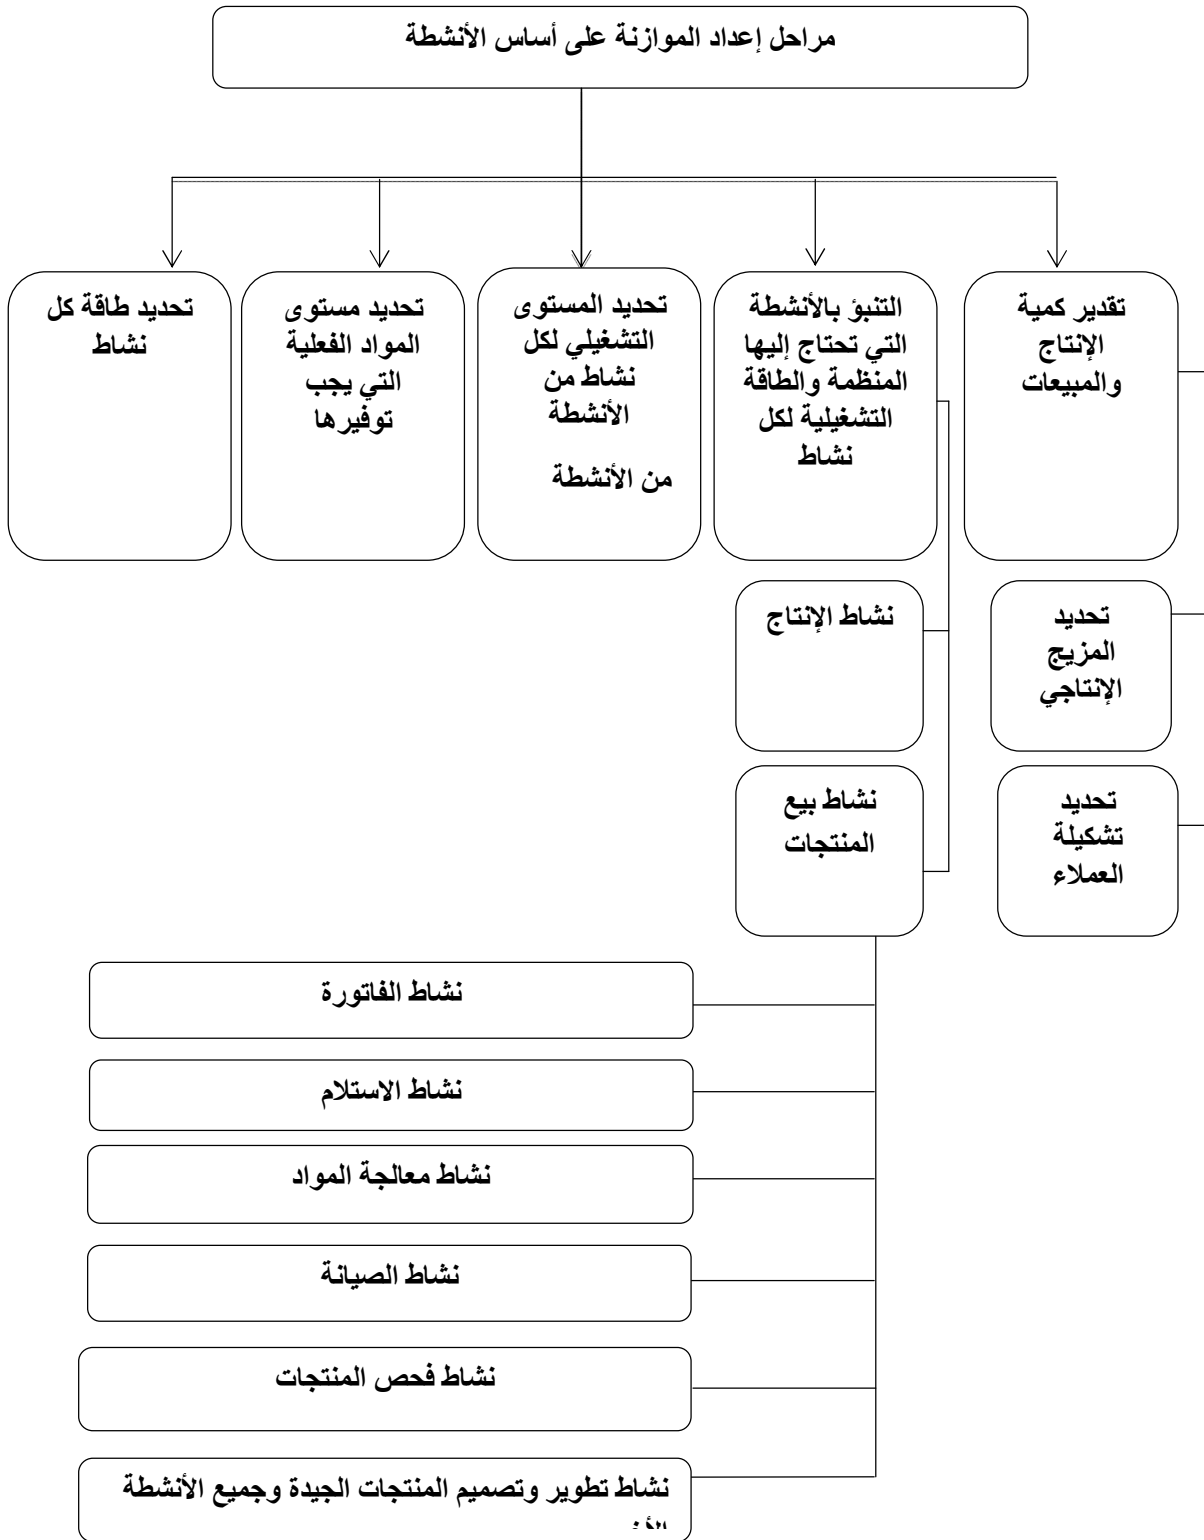 مراحل إعداد الموازنة على أساس الأنشطة
تقدير كمية
الإنتاج
والمبيعات
التنبؤ بالأنشطة
التي تحتاج إليها
المنظمة والطاقة
التشغيلية لكل
نشاط
تحديد المستوى
التشغيلي لكل
نشاط من
الأنشطة
من الأنشطة
تحديد مستوى
المواد الفعلية
التي يجب
توفيرها
تحديد طاقة كل
نشاط
تحديد
المزيج
الإنتاجي
تحديد
تشكيلة
العملاء
نشاط الإنتاج
نشاط بيع
المنتجات
نشاط الفاتورة
نشاط الاستلام
نشاط معالجة المواد
نشاط الصيانة
نشاط فحص المنتجات
نشاط تطوير وتصميم المنتجات الجيدة وجميع الأنشطة